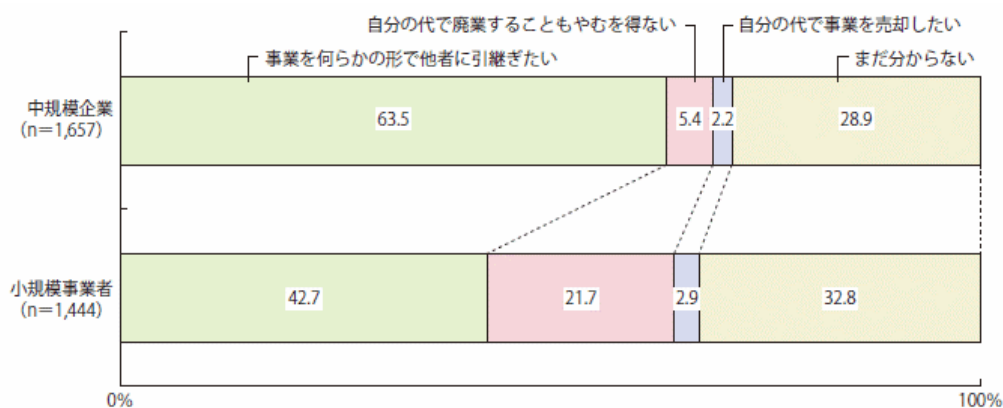 自分の代で廃業することもやむを得ない
自分の代で事業を売却したい
事業を何らかの形で他者に引継ぎたい
まだ分からない
中規模企業
（n＝1,657）
63.5
5.4
2.2
28.9
小規模事業者
（n＝1,444）
42.7
21.7
2.9
32.8
0%
100%